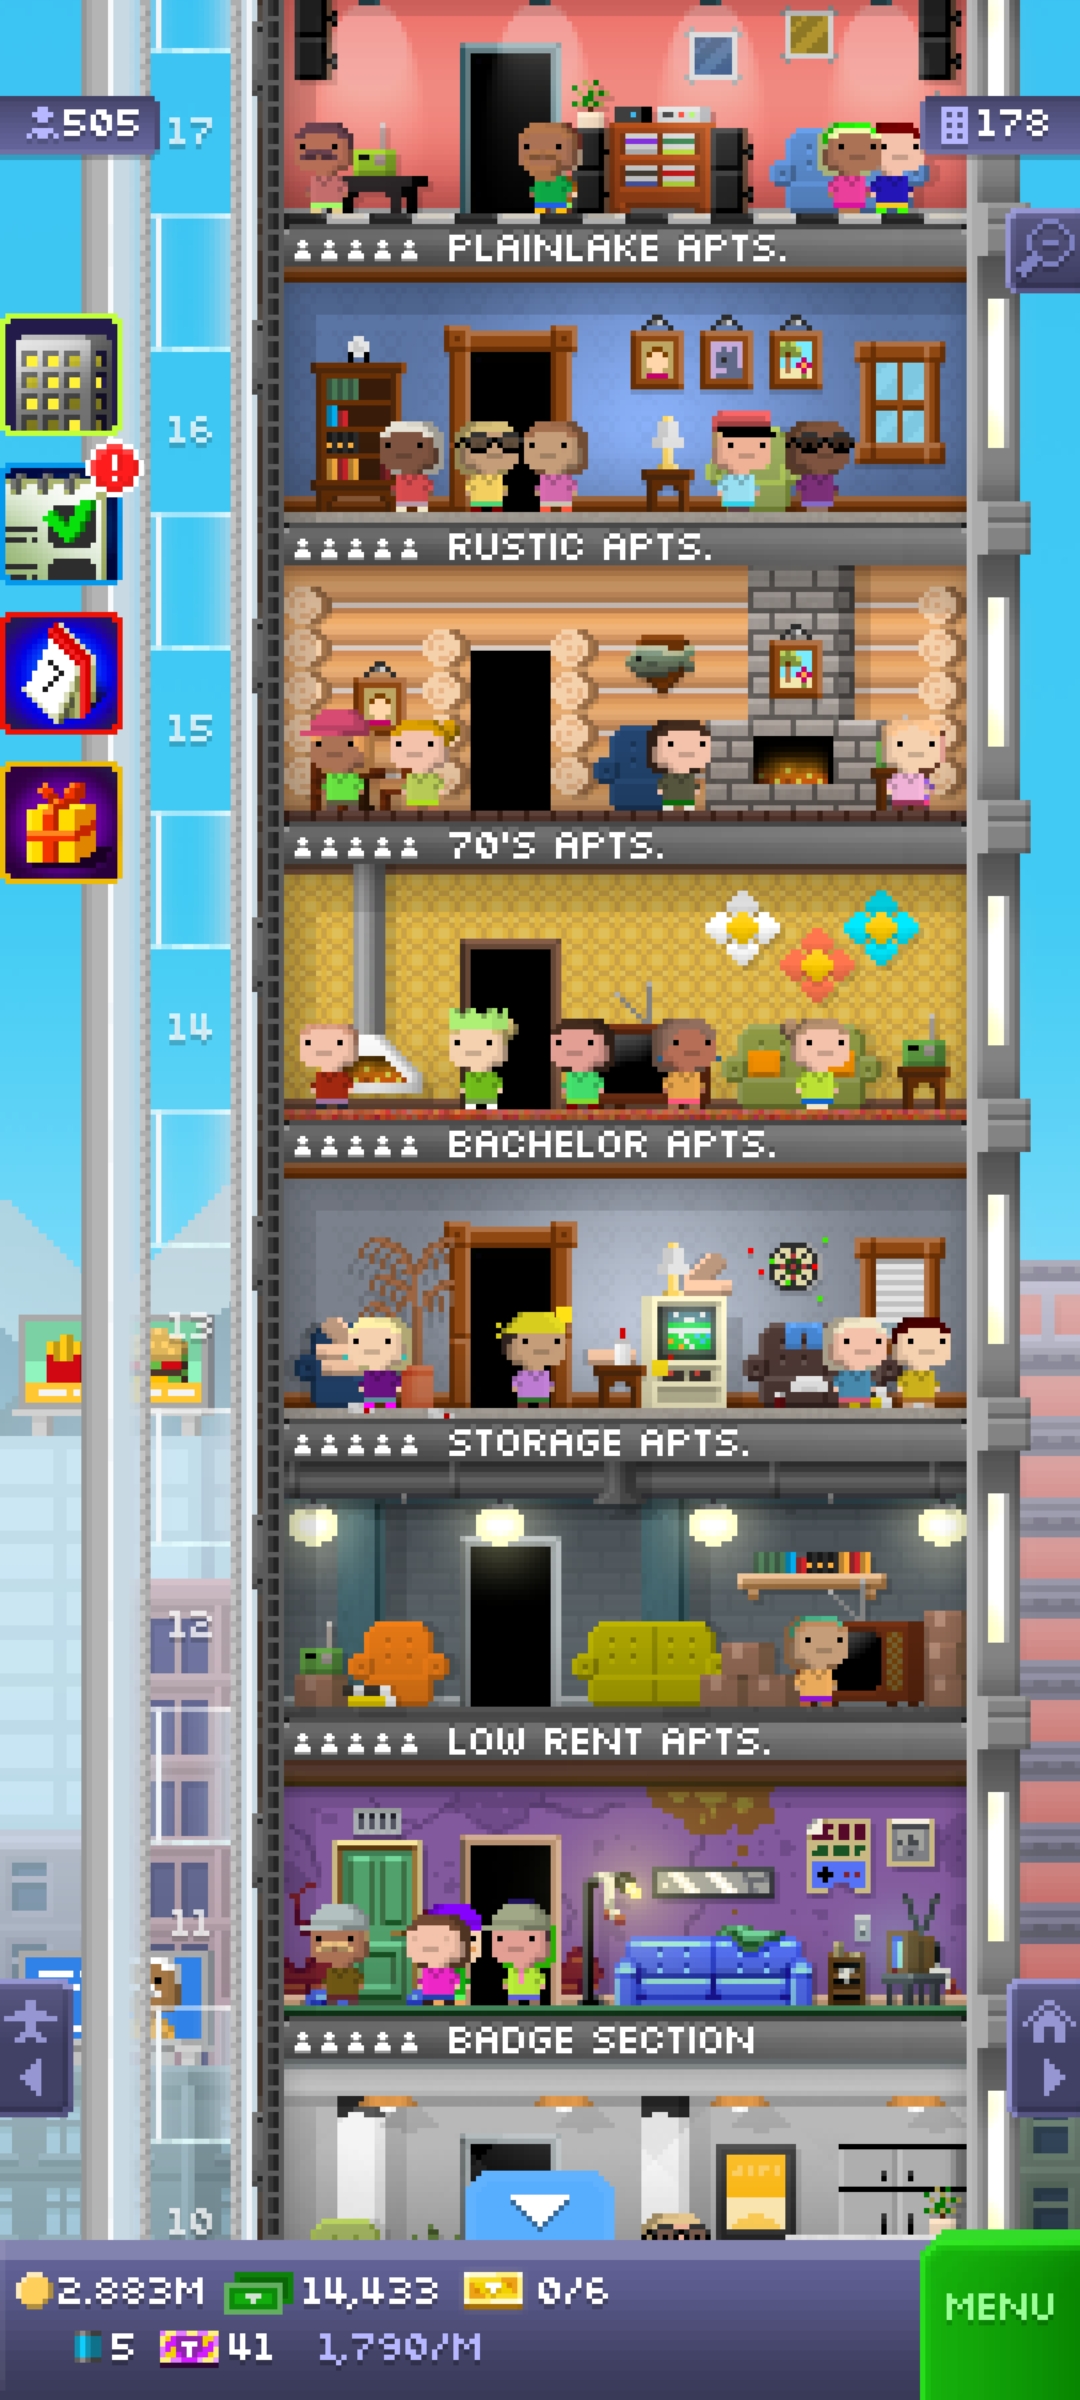 505
17
178
PLAINLAKE APTS.
16
RUSTIC APTS.
15
70'S APTS.
14
BACHELOR APTS.
13
STORAGE APTS.
12
LOW RENT APTS.
11
BADGE SECTION
10
2.883M 14,433 0/6
5 41 1,790/M
MENU